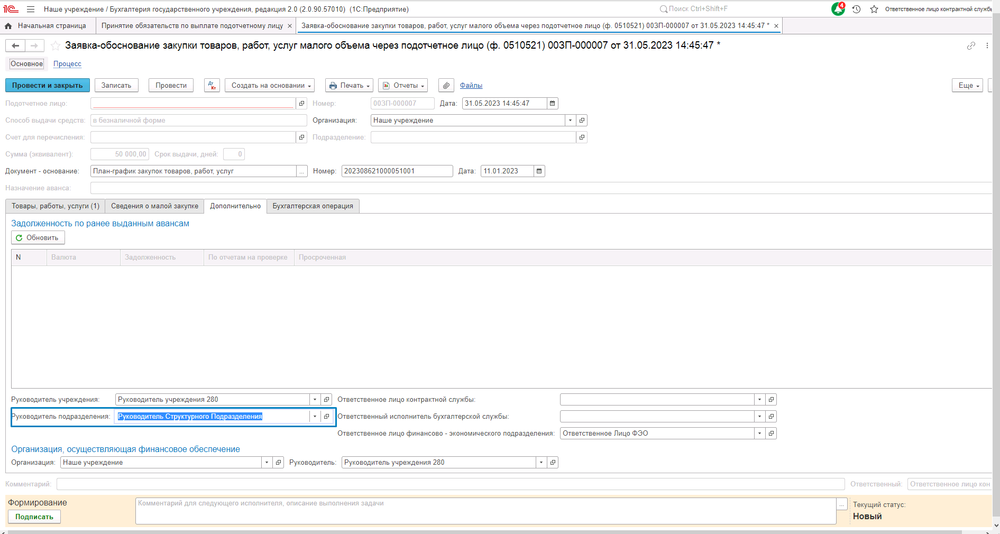 1С Наше учреждение / Бухгалтерия государственного учреждения, редакция 2.0 (2.0.90.57010) (1С:Предприятие) Поиск Ctrl+Shift+F 4 Ответственное лицо контрактной служб
Начальная страница Принятие обязательств по выплате подотчетному лицу × Заявка-обоснование закупки товаров, работ, услуг малого объема через подотчетное лицо (ф. 0510521) 00ЗП-000007 от 31.05.2023 14:45:47 * ×
Заявка-обоснование закупки товаров, работ, услуг малого объема через подотчетное лицо (ф. 0510521) 00ЗП-000007 от 31.05.2023 14:45:47 *
Основное Процесс
Провести и закрыть Записать Провести Дт Кт Создать на основании Печать Отчеты Файлы Еще
Подотчетное лицо: Номер: 00ЗП-000007 Дата: 31.05.2023 14:45:47
Способ выдачи средств: в безналичной форме Организация: Наше учреждение
Счет для перечисления: Подразделение:
Сумма (эквивалент): 50 000,00 Срок выдачи, дней: 0
Документ - основание: План-график закупок товаров, работ, услуг ... Номер: 202308621000051001 Дата: 11.01.2023
Назначение аванса:
Товары, работы, услуги (1) Сведения о малой закупке Дополнительно Бухгалтерская операция
Задолженность по ранее выданным авансам
Обновить
N Валюта Задолженность По отчетам на проверке Просроченная
Руководитель учреждения: Руководитель учреждения 280 Ответственное лицо контрактной службы:
Руководитель подразделения: Руководитель Структурного Подразделения Ответственный исполнитель бухгалтерской службы:
Ответственное лицо финансово - экономического подразделения: Ответственное Лицо ФЭО
Организация, осуществляющая финансовое обеспечение
Организация: Наше учреждение Руководитель: Руководитель учреждения 280
Комментарий: Ответственный: Ответственное лицо кон
Формирование Комментарий для следующего исполнителя, описание выполнения задачи ... Текущий статус:
Подписать Новый